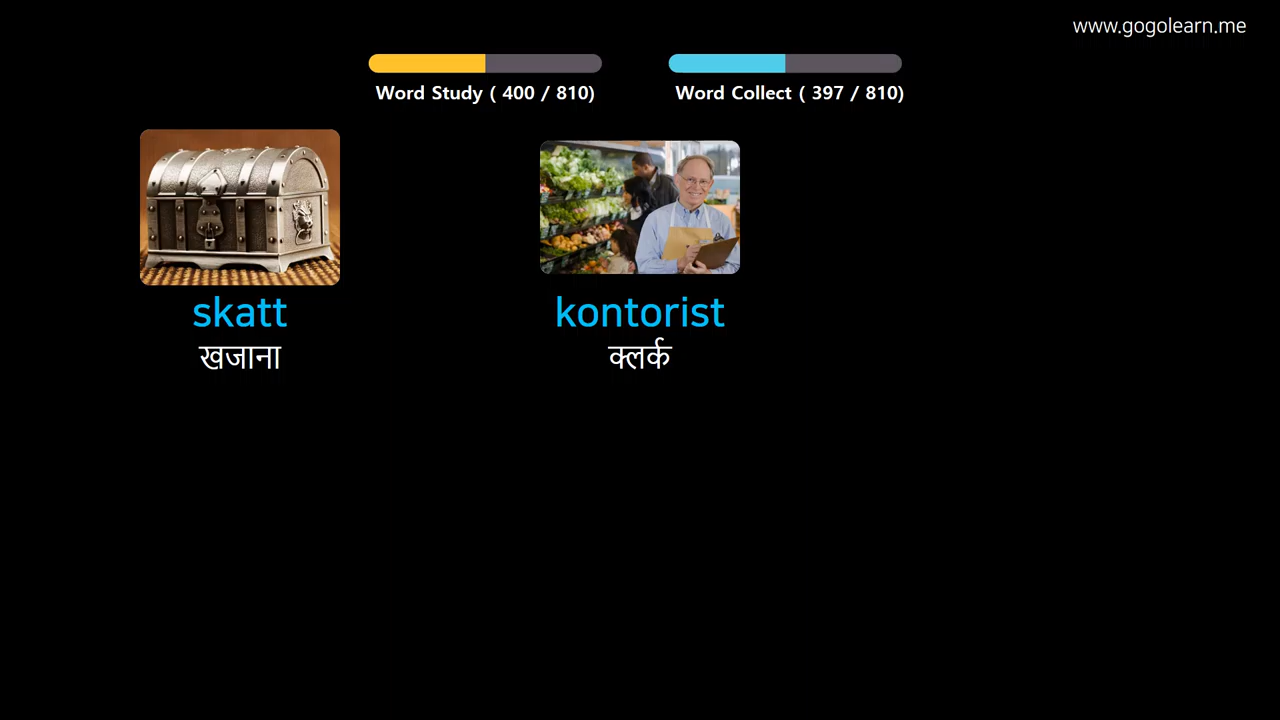 www.gogolearn.me
Word Study ( 400 / 810)
Word Collect ( 397 / 810)
skatt
खजाना
kontorist
क्लर्क